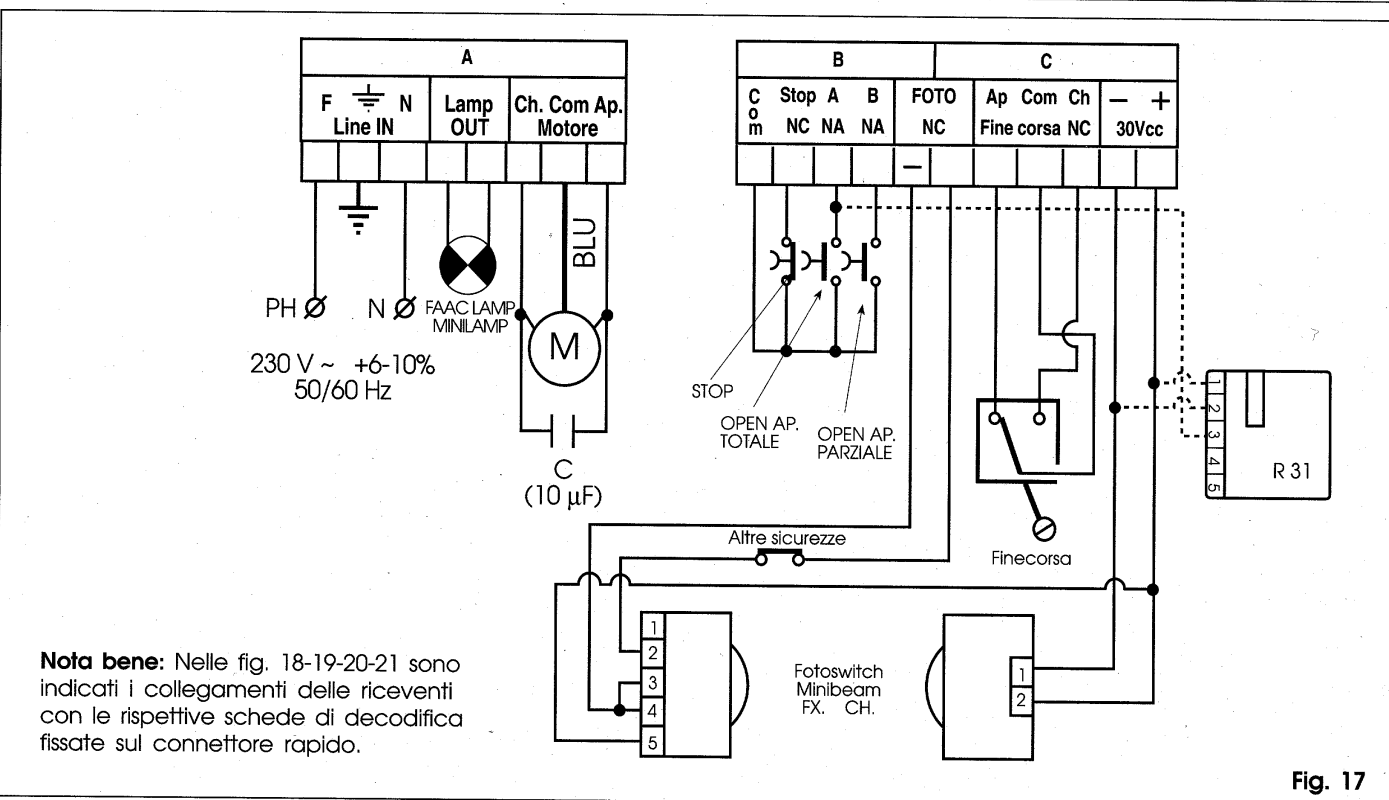 A
F N
Line IN
Lamp
OUT
Ch. Com Ap.
Motore
PH
N
230 V ~ +6-10%
50/60 Hz
FAAC LAMP
MINILAMP
BLU
M
C
(10 µF)
B
C
Com
Stop A B
NC NA NA
FOTO
NC
–
Ap Com Ch
Fine corsa NC
– +
30Vcc
STOP
OPEN AP.
TOTALE
OPEN AP.
PARZIALE
Finecorsa
1
2
3
4
5
R 31
Altre sicurezze
1
2
3
4
5
Fotoswitch
Minibeam
FX. CH.
1
2
Nota bene: Nelle fig. 18-19-20-21 sono
indicati i collegamenti delle riceventi
con le rispettive schede di decodifica
fissate sul connettore rapido.
Fig. 17